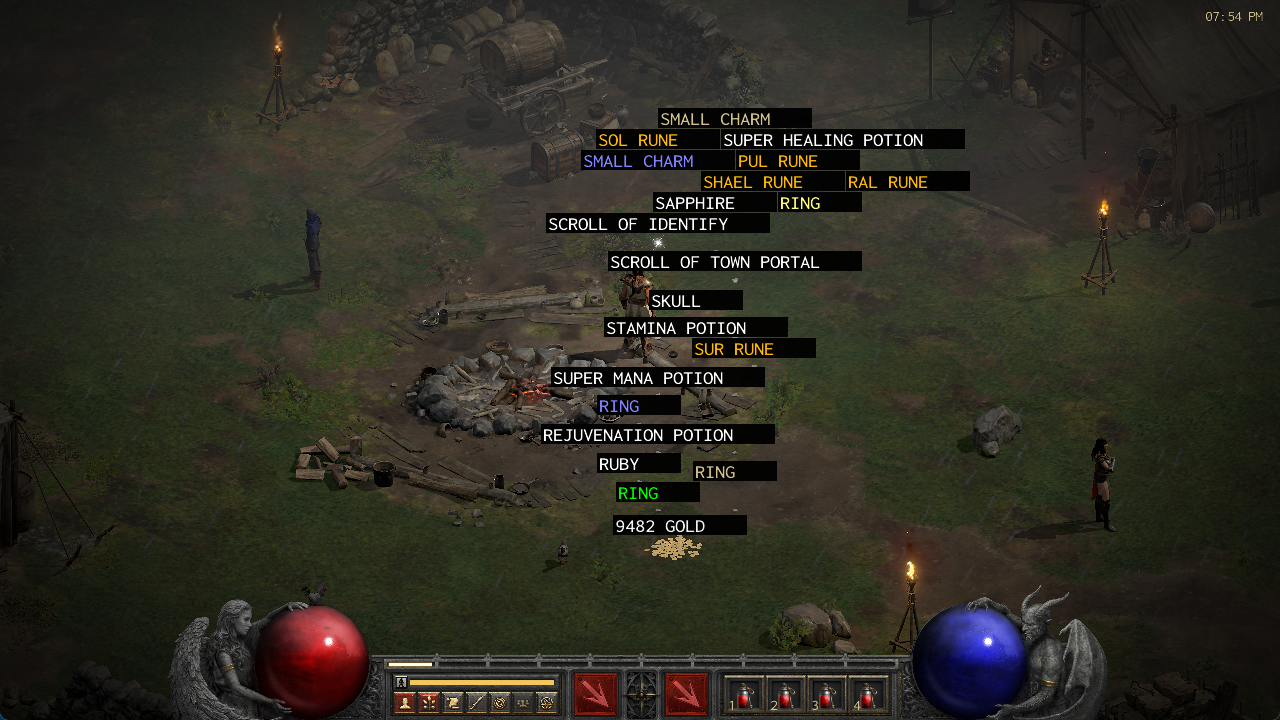 07:54 PM
SMALL CHARM
SOL RUNE SUPER HEALING POTION
SMALL CHARM PUL RUNE
SHAEL RUNE RAL RUNE
SAPPHIRE RING
SCROLL OF IDENTIFY
SCROLL OF TOWN PORTAL
SKULL
STAMINA POTION
SUR RUNE
SUPER MANA POTION
RING
REJUVENATION POTION
RUBY
RING
RING
9482 GOLD
1 2 3 4